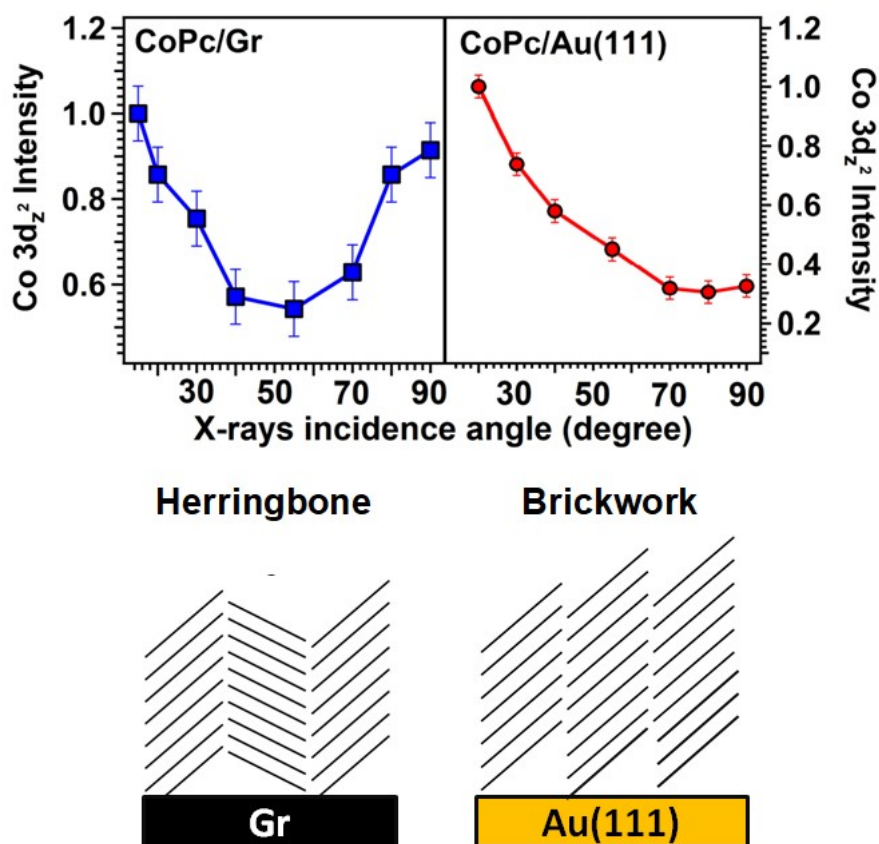 CoPc/Gr
CoPc/Au(111)
Co 3d_z² Intensity
1.2
1.0
0.8
0.6
1.2
1.0
0.8
0.6
0.4
0.2
Co 3d_z² Intensity
30 50 70 90
30 50 70 90
X-rays incidence angle (degree)
Herringbone
Brickwork
Gr
Au(111)